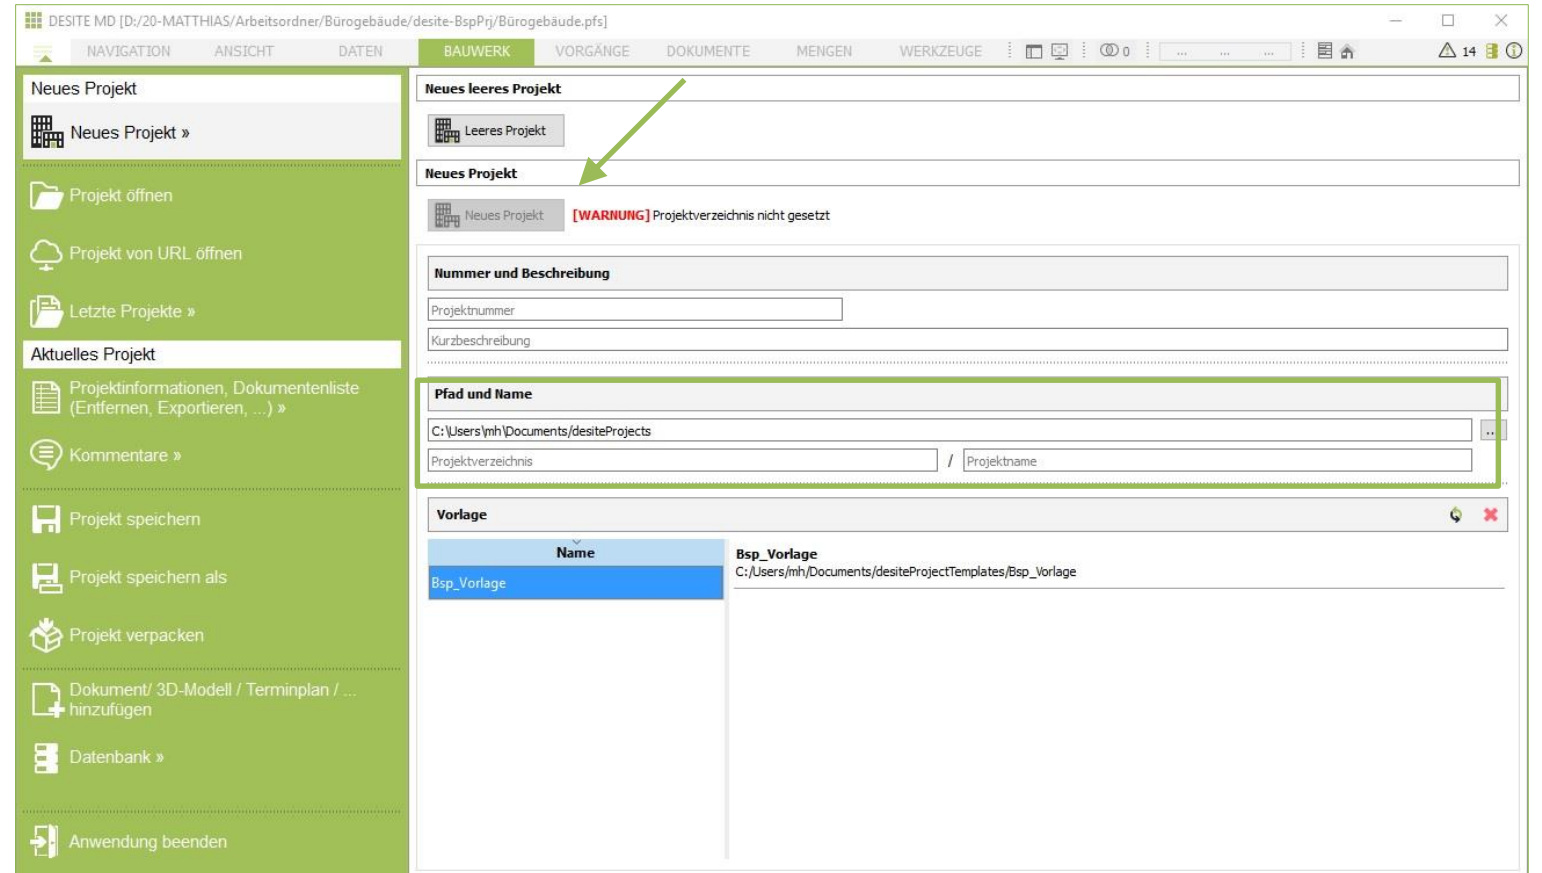 DESITE MD [D:/20-MATTHIAS/Arbeitsordner/Bürogebäude/desite-BspPrj/Bürogebäude.pfs]
NAVIGATION ANSICHT DATEN BAUWERK VORGÄNGE DOKUMENTE MENGEN WERKZEUGE 0 ... ... ... 14
Neues Projekt
Neues Projekt »
Projekt öffnen
Projekt von URL öffnen
Letzte Projekte »
Aktuelles Projekt
Projektinformationen, Dokumentenliste
(Entfernen, Exportieren, ...) »
Kommentare »
Projekt speichern
Projekt speichern als
Projekt verpacken
Dokument/ 3D-Modell / Terminplan / ...
hinzufügen
Datenbank »
Anwendung beenden
Neues leeres Projekt
Leeres Projekt
Neues Projekt
Neues Projekt [WARNUNG] Projektverzeichnis nicht gesetzt
Nummer und Beschreibung
Projektnummer
Kurzbeschreibung
Pfad und Name
C:\Users\mh\Documents/desiteProjects ...
Projektverzeichnis / Projektname
Vorlage
Name
Bsp_Vorlage
Bsp_Vorlage
C:/Users/mh/Documents/desiteProjectTemplates/Bsp_Vorlage